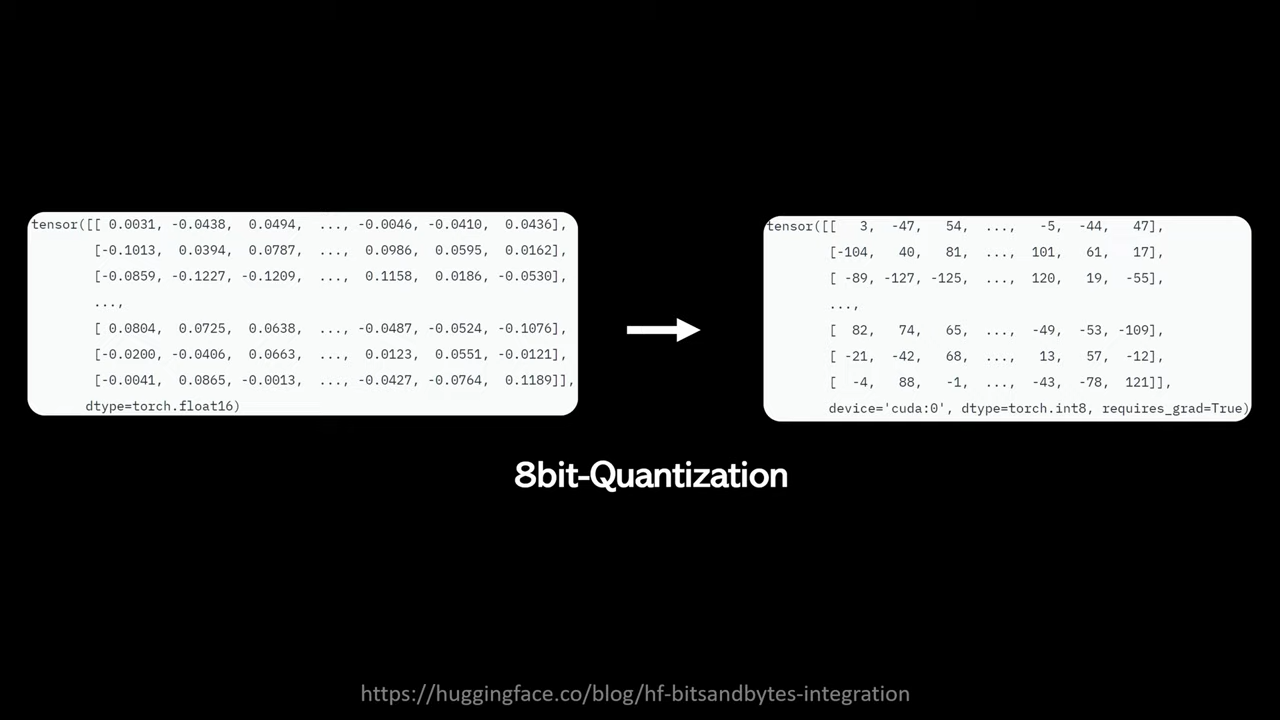 tensor([[ 0.0031, -0.0438, 0.0494, ..., -0.0046, -0.0410, 0.0436],
[-0.1013, 0.0394, 0.0787, ..., 0.0986, 0.0595, 0.0162],
[-0.0859, -0.1227, -0.1209, ..., 0.1158, 0.0186, -0.0530],
...,
[ 0.0804, 0.0725, 0.0638, ..., -0.0487, -0.0524, -0.1076],
[-0.0200, -0.0406, 0.0663, ..., 0.0123, 0.0551, -0.0121],
[-0.0041, 0.0865, -0.0013, ..., -0.0427, -0.0764, 0.1189]],
dtype=torch.float16)
tensor([[ 3, -47, 54, ..., -5, -44, 47],
[-104, 40, 81, ..., 101, 61, 17],
[ -89, -127, -125, ..., 120, 19, -55],
...,
[ 82, 74, 65, ..., -49, -53, -109],
[ -21, -42, 68, ..., 13, 57, -12],
[ -4, 88, -1, ..., -43, -78, 121]],
device='cuda:0', dtype=torch.int8, requires_grad=True)
8bit-Quantization
https://huggingface.co/blog/hf-bitsandbytes-integration